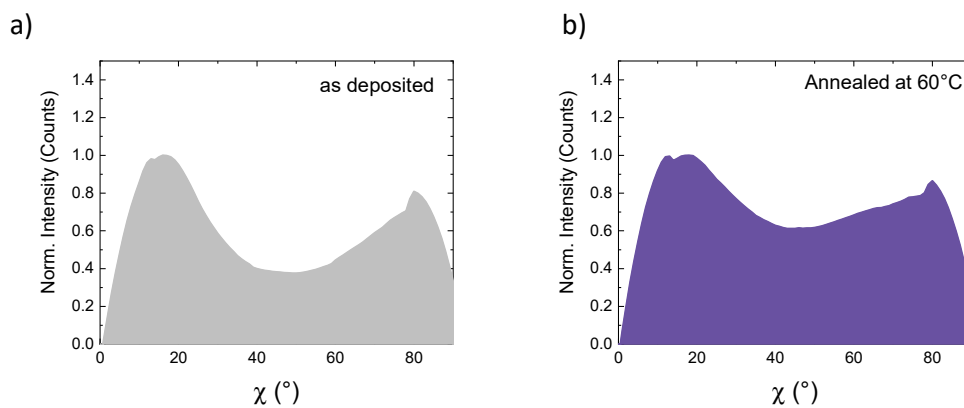 a)
as deposited
Norm. Intensity (Counts)
1.4
1.2
1.0
0.8
0.6
0.4
0.2
0.0
0 20 40 60 80
χ (°)
b)
Annealed at 60°C
Norm. Intensity (Counts)
1.4
1.2
1.0
0.8
0.6
0.4
0.2
0.0
0 20 40 60 80
χ (°)